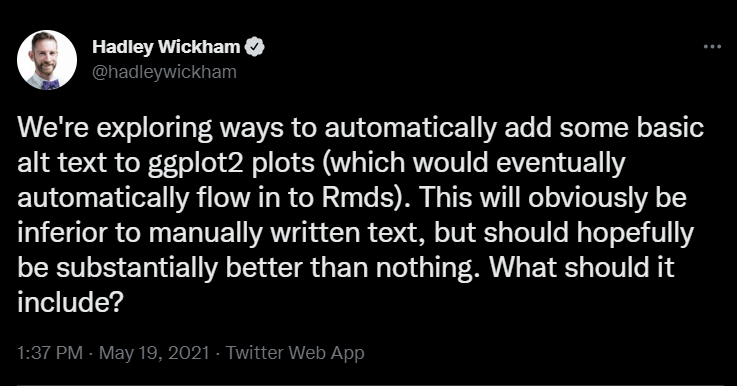 Hadley Wickham
@hadleywickham
We're exploring ways to automatically add some basic
alt text to ggplot2 plots (which would eventually
automatically flow in to Rmds). This will obviously be
inferior to manually written text, but should hopefully
be substantially better than nothing. What should it
include?
1:37 PM · May 19, 2021 · Twitter Web App